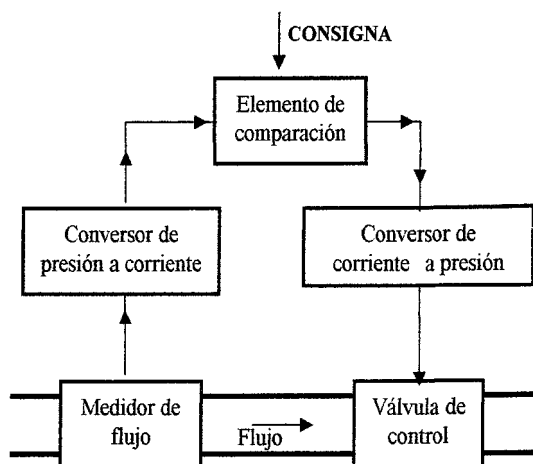 CONSIGNA
Elemento de
comparación
Conversor de
presión a corriente
Conversor de
corriente a presión
Medidor de
flujo
Flujo
Válvula de
control